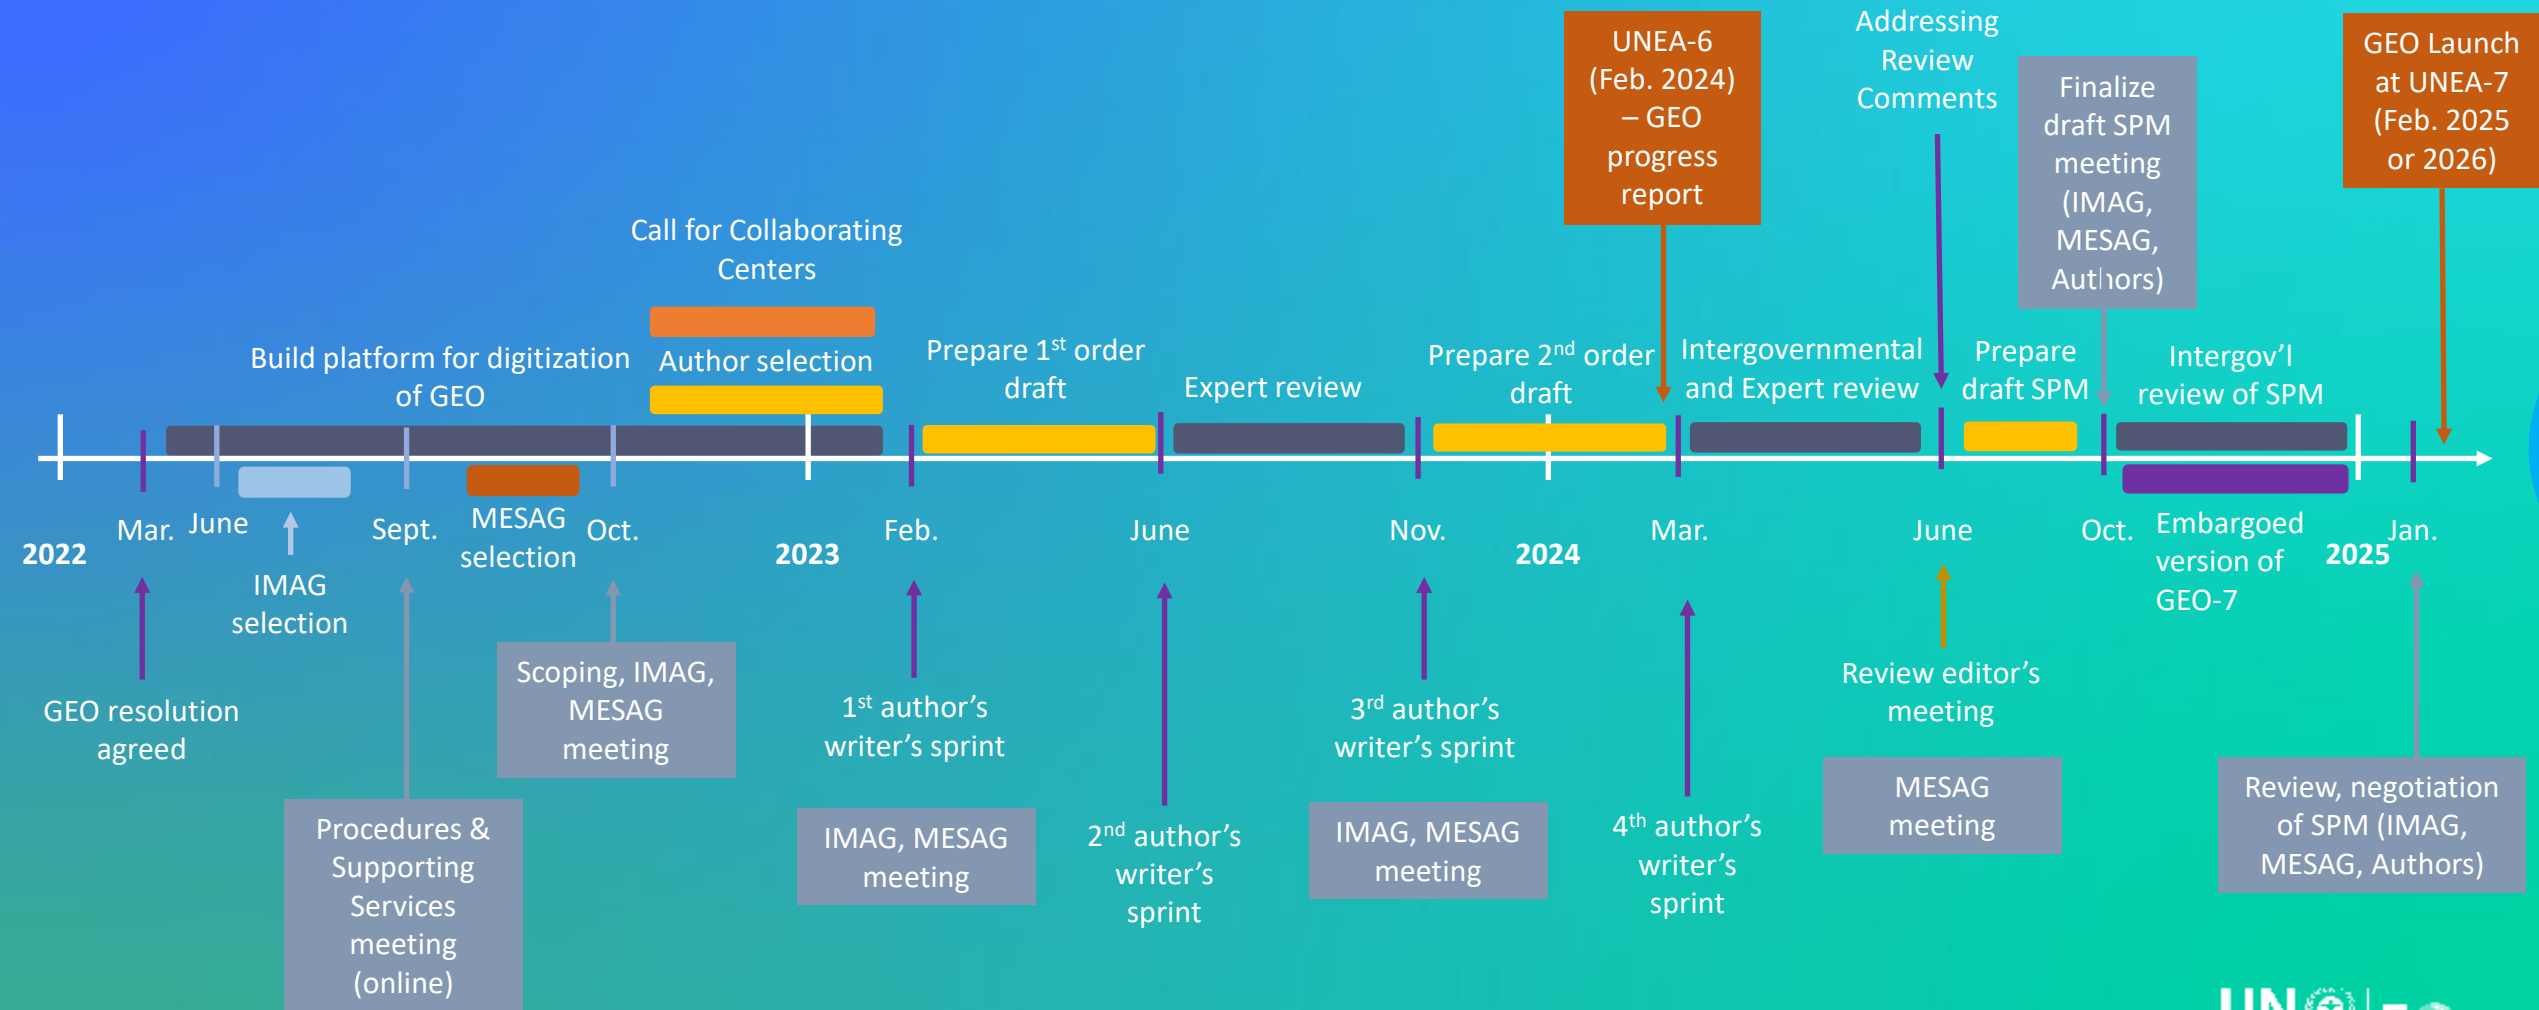 UNEA-6
(Feb. 2024)
– GEO
progress
report
Addressing
Review
Comments
Finalize
draft SPM
meeting
(IMAG,
MESAG,
Authors)
GEO Launch
at UNEA-7
(Feb. 2025
or 2026)
Call for Collaborating
Centers
Build platform for digitization
of GEO
Author selection
Prepare 1st order
draft
Expert review
Prepare 2nd order
draft
Intergovernmental
and Expert review
Prepare
draft SPM
Intergov’l
review of SPM
2022
Mar.
June
IMAG
selection
Sept.
MESAG
selection
Oct.
2023
Feb.
June
Nov.
2024
Mar.
June
Oct.
Embargoed
version of
GEO-7
2025
Jan.
GEO resolution
agreed
Procedures &
Supporting
Services
meeting
(online)
Scoping, IMAG,
MESAG
meeting
1st author’s
writer’s sprint
IMAG, MESAG
meeting
2nd author’s
writer’s
sprint
3rd author’s
writer’s sprint
IMAG, MESAG
meeting
4th author’s
writer’s
sprint
Review editor’s
meeting
MESAG
meeting
Review, negotiation
of SPM (IMAG,
MESAG, Authors)
UN